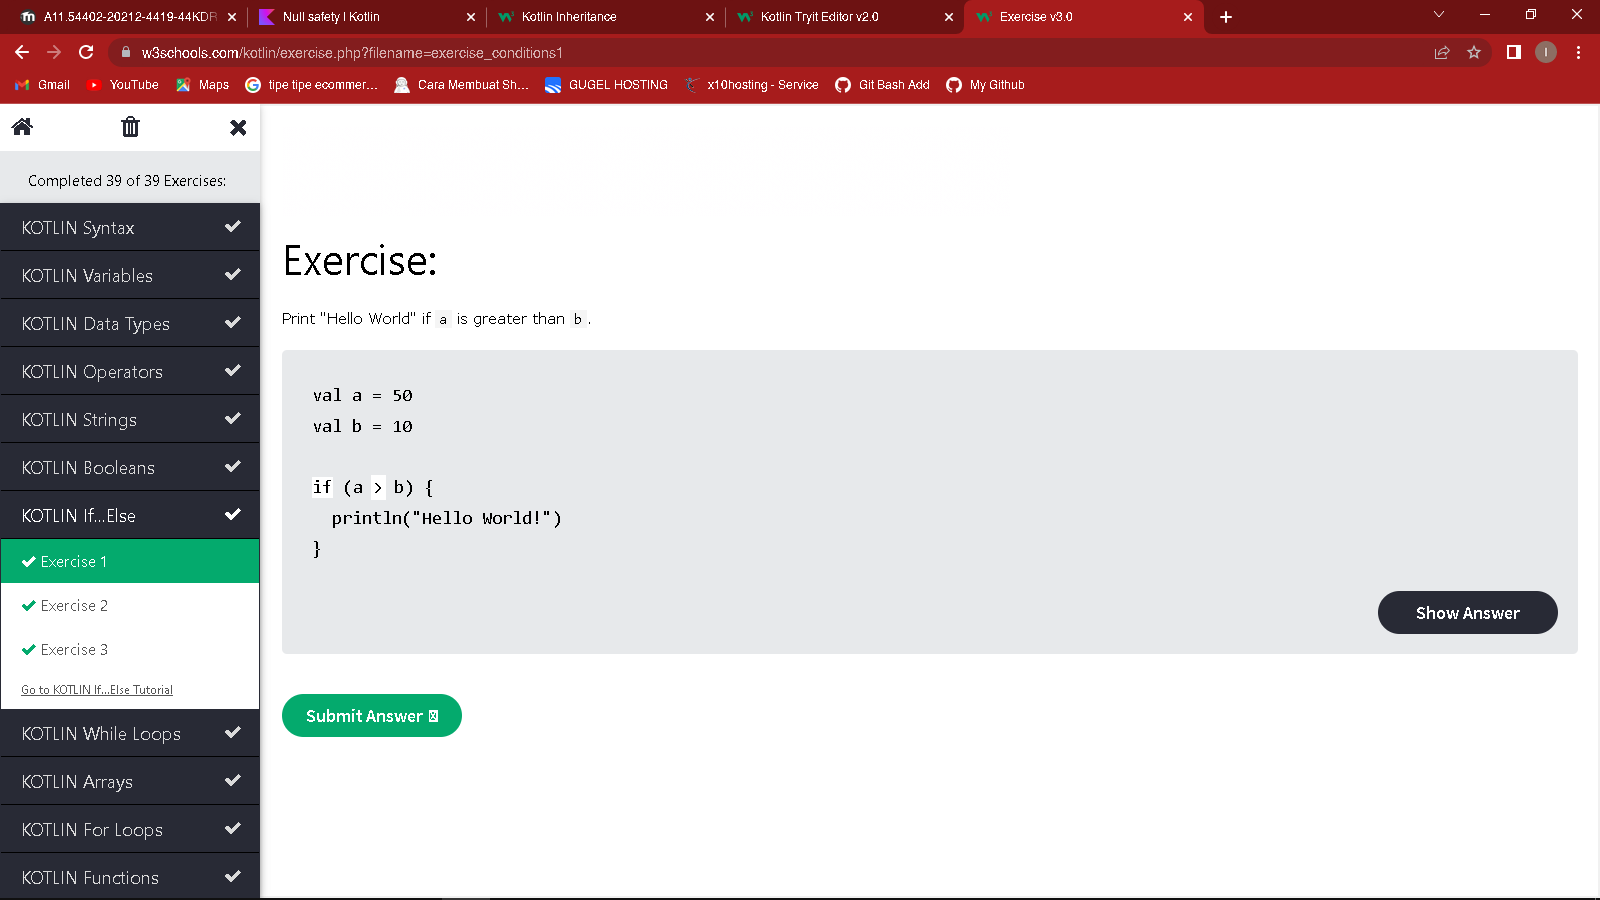 A11.54402-20212-4419-44KDR
Null safety | Kotlin
Kotlin Inheritance
Kotlin Tryit Editor v2.0
Exercise v3.0
w3schools.com/kotlin/exercise.php?filename=exercise_conditions1
I
Gmail
YouTube
Maps
tipe tipe ecommer...
Cara Membuat Sh...
GUGEL HOSTING
x10hosting - Service
Git Bash Add
My Github
Completed 39 of 39 Exercises:
KOTLIN Syntax
KOTLIN Variables
KOTLIN Data Types
KOTLIN Operators
KOTLIN Strings
KOTLIN Booleans
KOTLIN If...Else
Exercise 1
Exercise 2
Exercise 3
Go to KOTLIN If...Else Tutorial
KOTLIN While Loops
KOTLIN Arrays
KOTLIN For Loops
KOTLIN Functions
Exercise:
Print "Hello World" if a is greater than b.
val a = 50
val b = 10
if (a > b) {
println("Hello World!")
}
Show Answer
Submit Answer